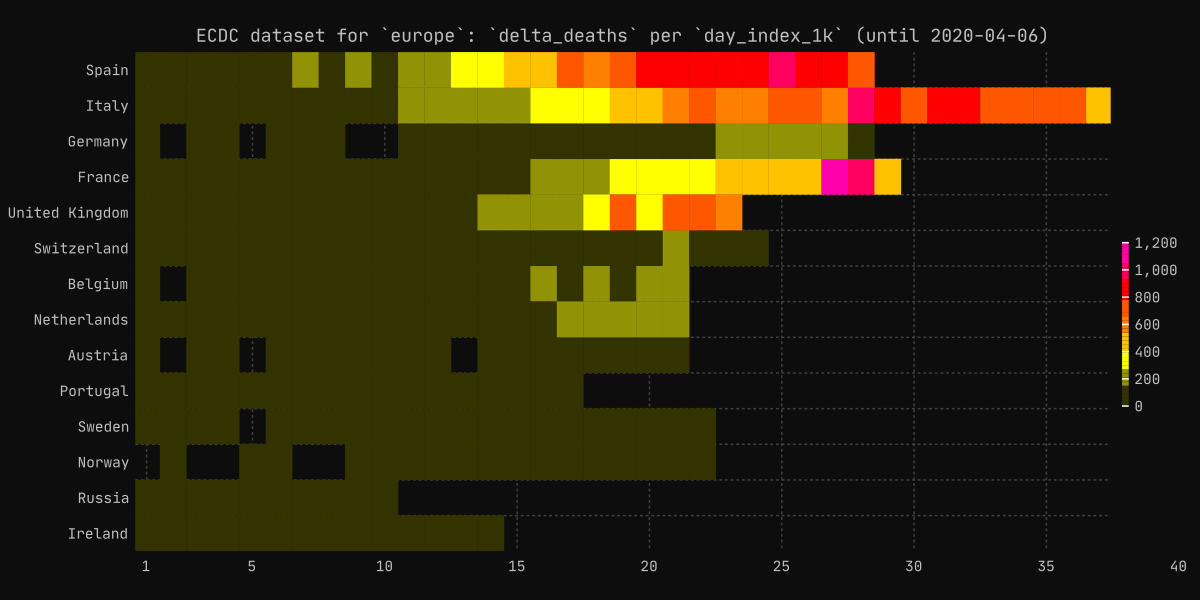 ECDC dataset for `europe`: `delta_deaths` per `day_index_1k` (until 2020-04-06)
Spain
Italy
Germany
France
United Kingdom
Switzerland
Belgium
Netherlands
Austria
Portugal
Sweden
Norway
Russia
Ireland
1 5 10 15 20 25 30 35 40
1,200
1,000
800
600
400
200
0